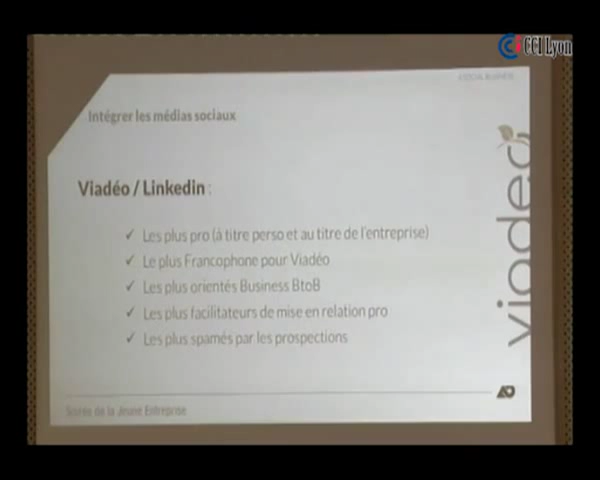 CCI Lyon
Intégrer les médias sociaux
Viadéo / Linkedin :
✓ Les plus pro (à titre perso et au titre de l'entreprise)
✓ Le plus Francophone pour Viadéo
✓ Les plus orientés Business BtoB
✓ Les plus facilitateurs de mise en relation pro
✓ Les plus spamés par les prospections
viadeo
Soirée de la Jeune Entreprise